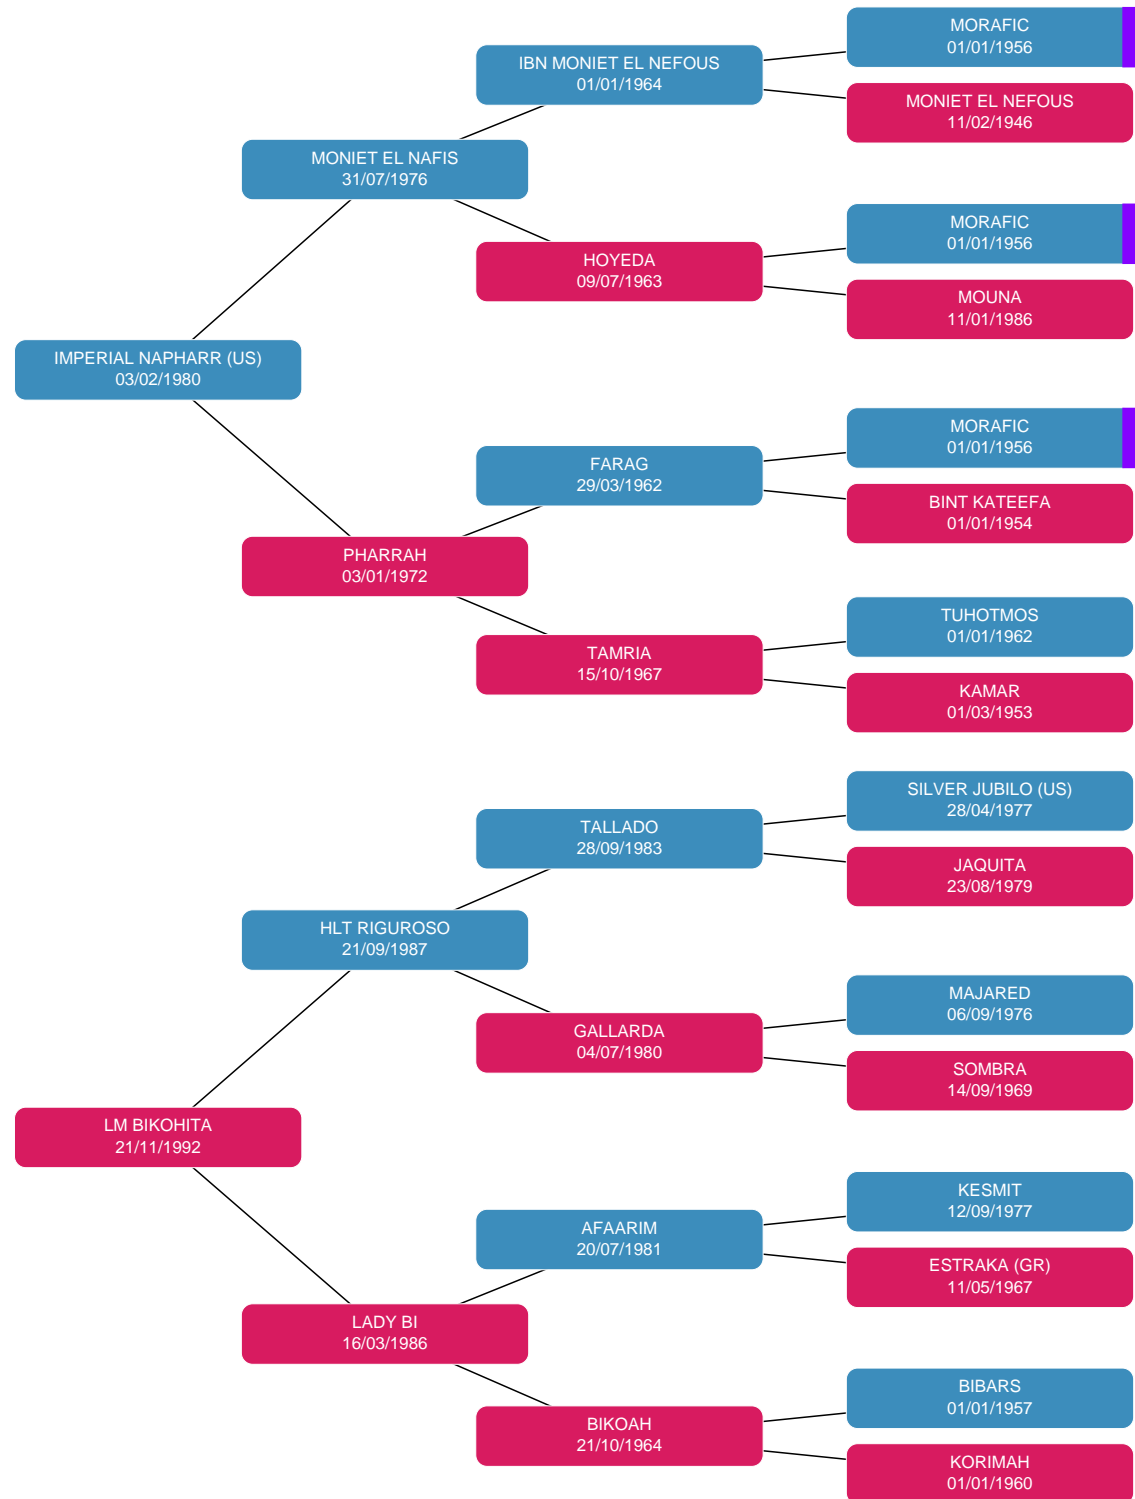 MORAFIC
01/01/1956
IBN MONIET EL NEFOUS
01/01/1964
MONIET EL NEFOUS
11/02/1946
MONIET EL NAFIS
31/07/1976
MORAFIC
01/01/1956
HOYEDA
09/07/1963
MOUNA
11/01/1986
IMPERIAL NAPHARR (US)
03/02/1980
MORAFIC
01/01/1956
FARAG
29/03/1962
BINT KATEEFA
01/01/1954
PHARRAH
03/01/1972
TUHOTMOS
01/01/1962
TAMRIA
15/10/1967
KAMAR
01/03/1953
SILVER JUBILO (US)
28/04/1977
TALLADO
28/09/1983
JAQUITA
23/08/1979
HLT RIGUROSO
21/09/1987
MAJARED
06/09/1976
GALLARDA
04/07/1980
SOMBRA
14/09/1969
LM BIKOHITA
21/11/1992
KESMIT
12/09/1977
AFAARIM
20/07/1981
ESTRAKA (GR)
11/05/1967
LADY BI
16/03/1986
BIBARS
01/01/1957
BIKOAH
21/10/1964
KORIMAH
01/01/1960